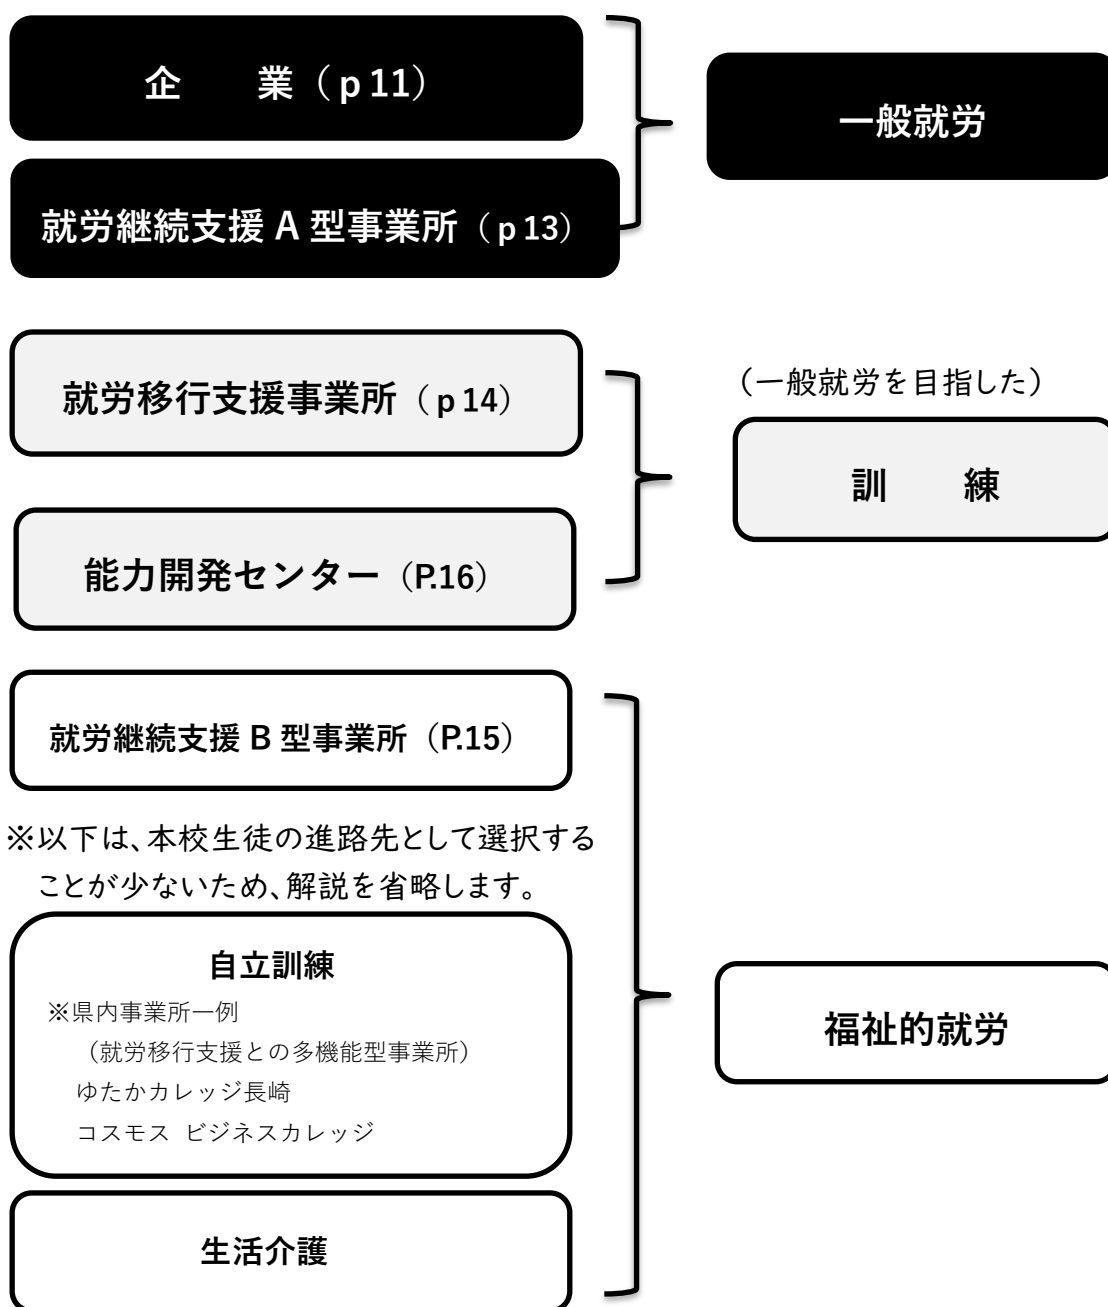 企　　業（p 11）
一般就労
就労継続支援 A 型事業所（p 13）
就労移行支援事業所（p 14）
（一般就労を目指した）
訓　　練
能力開発センター（P.16）
就労継続支援 B 型事業所（P.15）
※以下は、本校生徒の進路先として選択する
ことが少ないため、解説を省略します。
自立訓練
※県内事業所一例
（就労移行支援との多機能型事業所）
ゆたかカレッジ長崎
コスモス ビジネスカレッジ
福祉的就労
生活介護